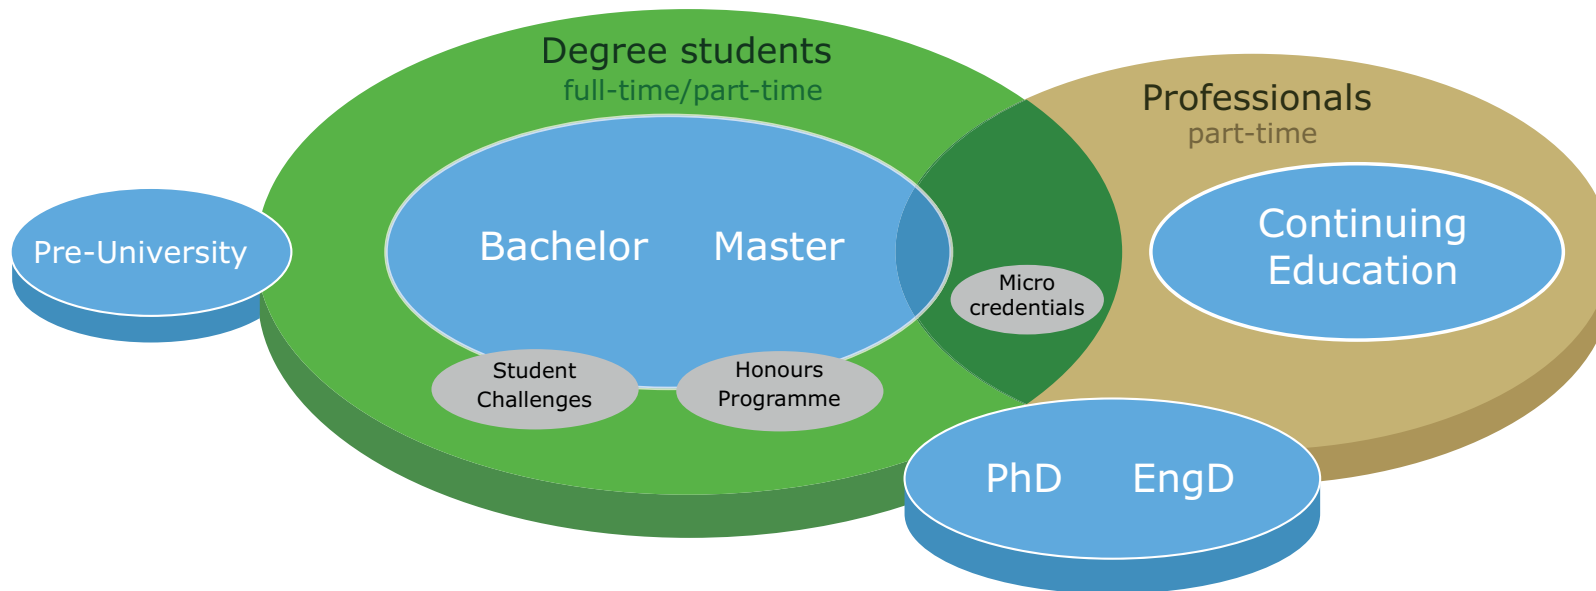 Degree students
full-time/part-time
Professionals
part-time
Pre-University
Bachelor
Master
Continuing
Education
Micro
credentials
Student
Challenges
Honours
Programme
PhD
EngD